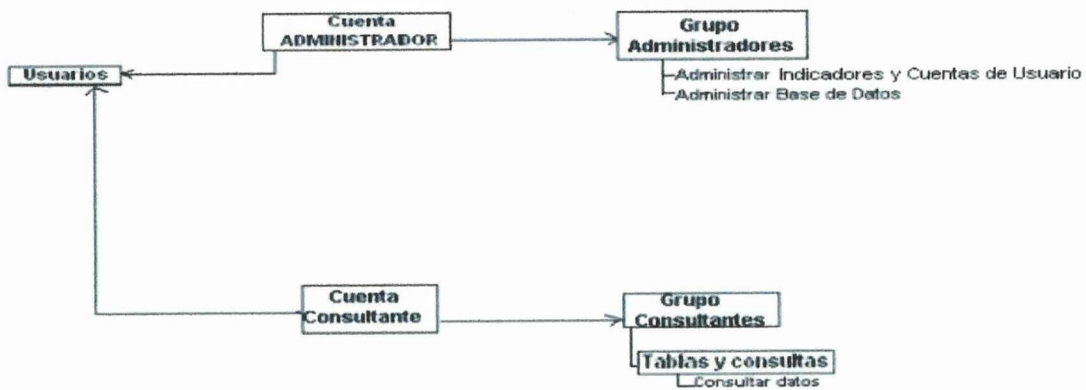 Cuenta
ADMINISTRADOR
Grupo
Administradores
Usuarios
Administrar Indicadores y Cuentas de Usuario
Administrar Base de Datos
Cuenta
Consultante
Grupo
Consultantes
Tablas y consultas
Consultar datos